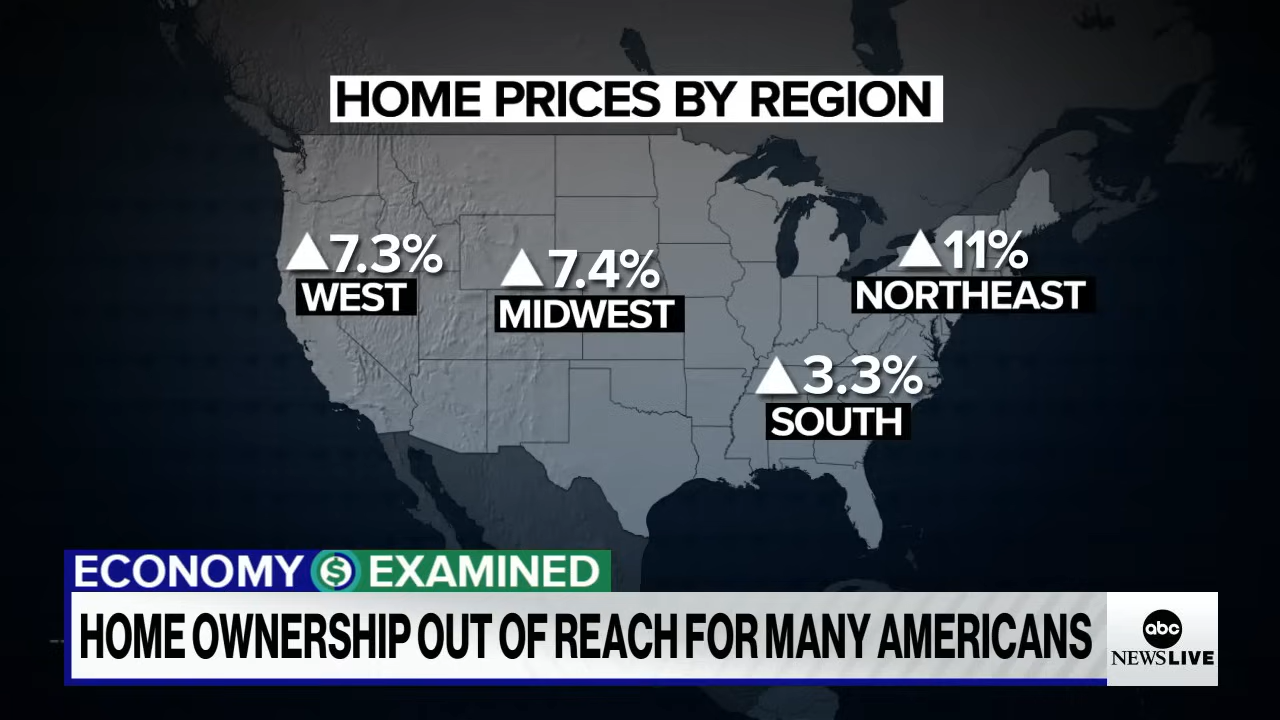 HOME PRICES BY REGION
▲7.3%
WEST
▲7.4%
MIDWEST
▲11%
NORTHEAST
▲3.3%
SOUTH
ECONOMY $ EXAMINED
HOME OWNERSHIP OUT OF REACH FOR MANY AMERICANS
abc
NEWS LIVE